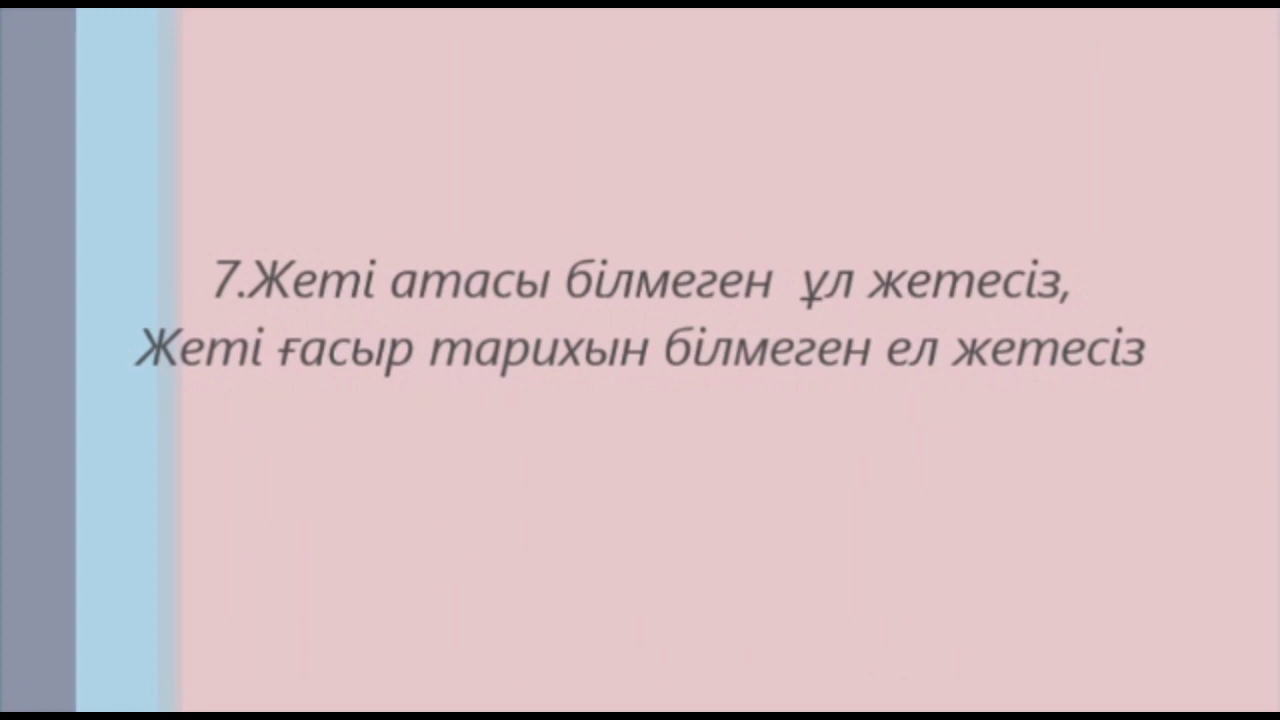 7.Жеті атасы білмеген ұл жетесіз,
Жеті ғасыр тарихын білмеген ел жетесіз